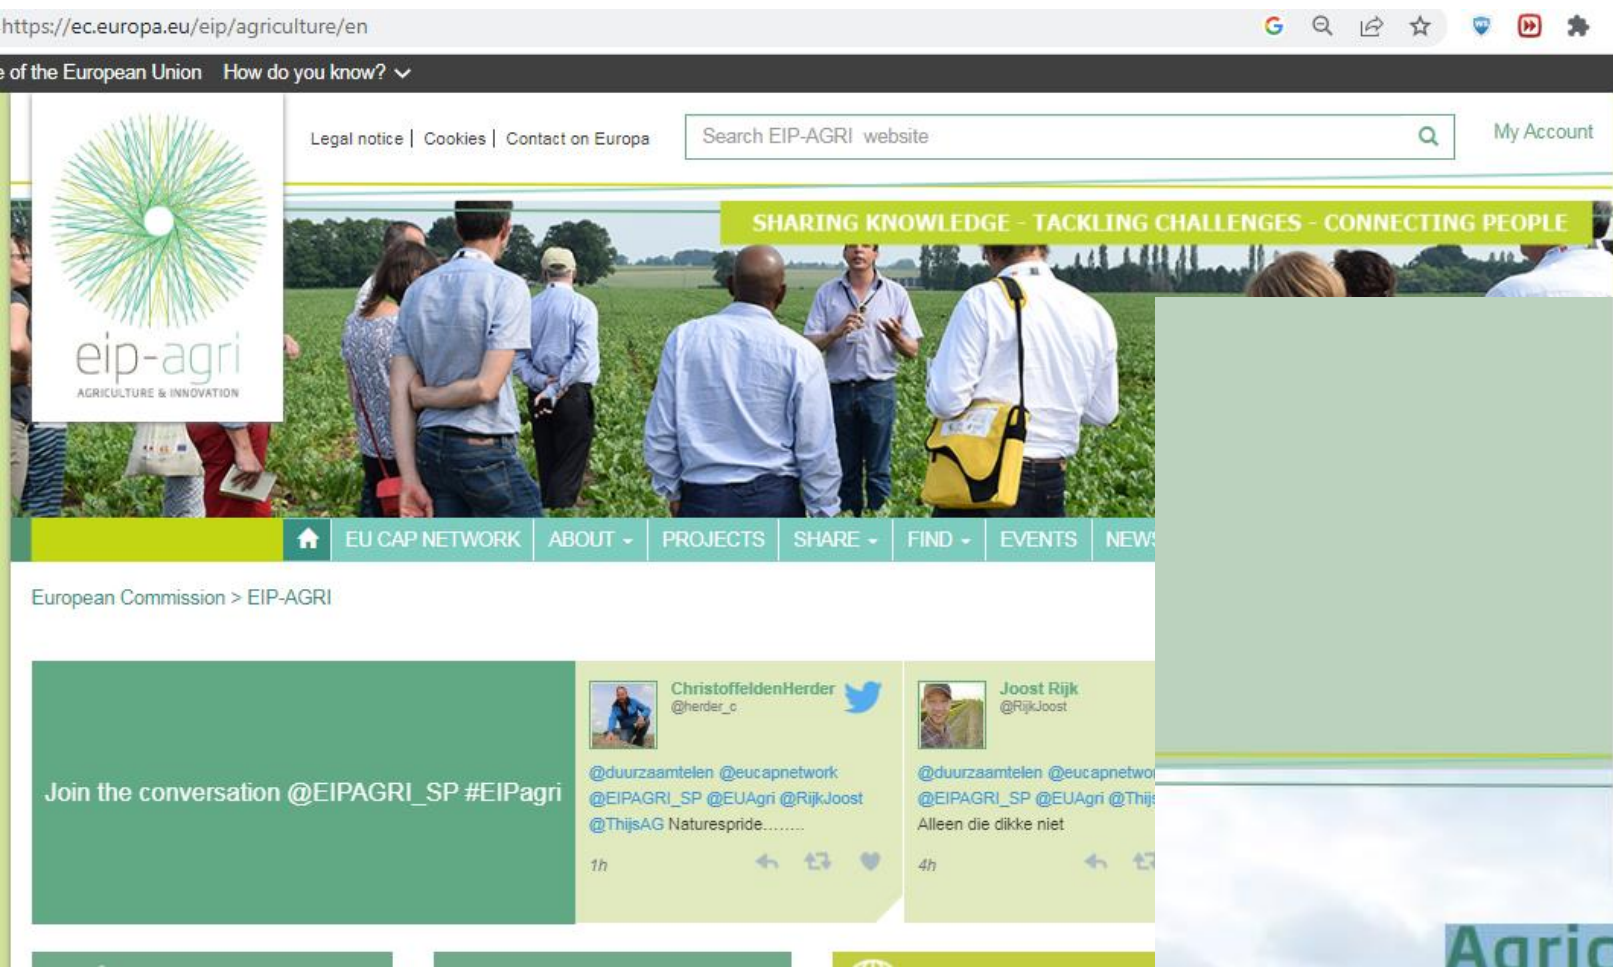 https://ec.europa.eu/eip/agriculture/en
e of the European Union How do you know?
Legal notice | Cookies | Contact on Europa
Search EIP-AGRI website
My Account
SHARING KNOWLEDGE - TACKLING CHALLENGES - CONNECTING PEOPLE
eip-agri
AGRICULTURE & INNOVATION
EU CAP NETWORK ABOUT PROJECTS SHARE FIND EVENTS NEWS
European Commission > EIP-AGRI
Join the conversation @EIPAGRI_SP #EIPagri
ChristoffeldenHerder
@herder_c
@duurzaamtelen @eucapnetwork
@EIPAGRI_SP @EUAgri @RijkJoost
@ThijsAG Naturespride........
1h
Joost Rijk
@RijkJoost
@duurzaamtelen @eucapnetwo
@EIPAGRI_SP @EUAgri @Thijs
Alleen die dikke niet
4h
Agric